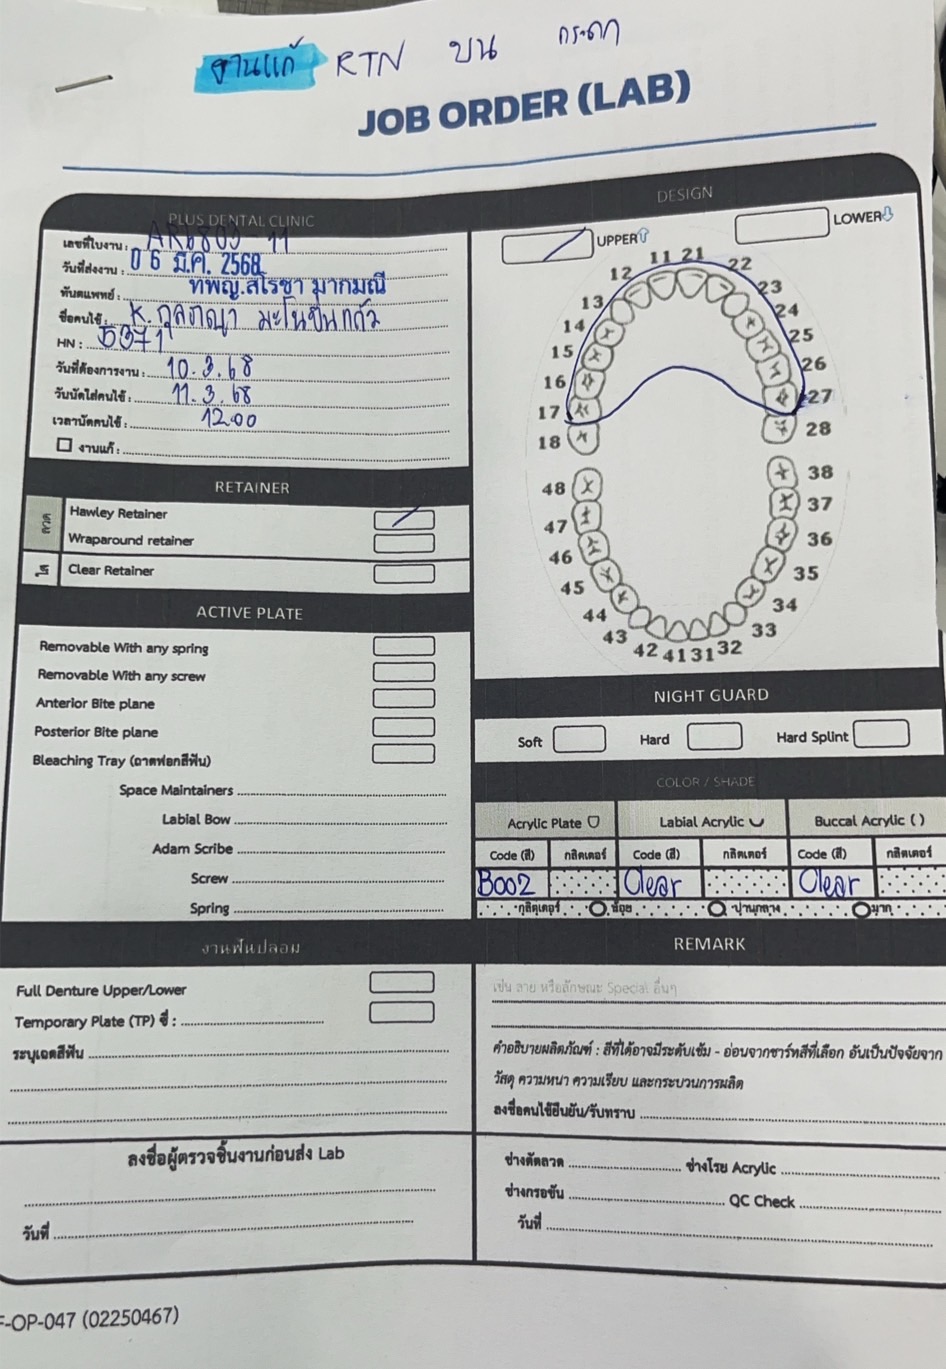 งานแก้ RTN บน
JOB ORDER (LAB)
PLUS DENTAL CLINIC
เลขที่ใบงาน : 11
วันที่ส่งงาน : 06 มี.ค. 2568
ทันตแพทย์ : ทพญ.สโรชา มากมณี
ชื่อคนไข้ : K.
HN : 5371
วันที่ต้องการงาน : 10.3.68
วันนัดใส่คนไข้ : 11.3.68
เวลานัดคนไข้ : 12.00
งานแก้ :
DESIGN
UPPER
LOWER
11 21
12 22
13 23
14 24
15 25
16 26
17 27
18 28
48 38
47 37
46 36
45 35
44 34
43 33
42 41 31 32
RETAINER
ลวด
Hawley Retainer
Wraparound retainer
ใส
Clear Retainer
ACTIVE PLATE
Removable With any spring
Removable With any screw
Anterior Bite plane
Posterior Bite plane
Bleaching Tray (ถาดฟอกสีฟัน)
Space Maintainers
Labial Bow
Adam Scribe
Screw
Spring
NIGHT GUARD
Soft Hard Hard Splint
COLOR / SHADE
Acrylic Plate Labial Acrylic Buccal Acrylic ( )
Code (สี) กลิตเตอร์ Code (สี) กลิตเตอร์ Code (สี) กลิตเตอร์
B002 Clear Clear
กลิตเตอร์ น้อย ปานกลาง มาก
งานฟันปลอม
Full Denture Upper/Lower
Temporary Plate (TP) ซี่ :
ระบุเฉดสีฟัน
REMARK
เช่น ลาย หรือลักษณะ Special อื่นๆ
คำอธิบายผลิตภัณฑ์ : สีที่ได้อาจมีระดับเข้ม - อ่อนจากชาร์ทสีที่เลือก อันเป็นปัจจัยจาก
วัสดุ ความหนา ความเรียบ และกระบวนการผลิต
ลงชื่อคนไข้ยืนยัน/รับทราบ
ลงชื่อผู้ตรวจชิ้นงานก่อนส่ง Lab
วันที่
ช่างดัดลวด ช่างโรย Acrylic
ช่างกรอขัน QC Check
วันที่
F-OP-047 (02250467)